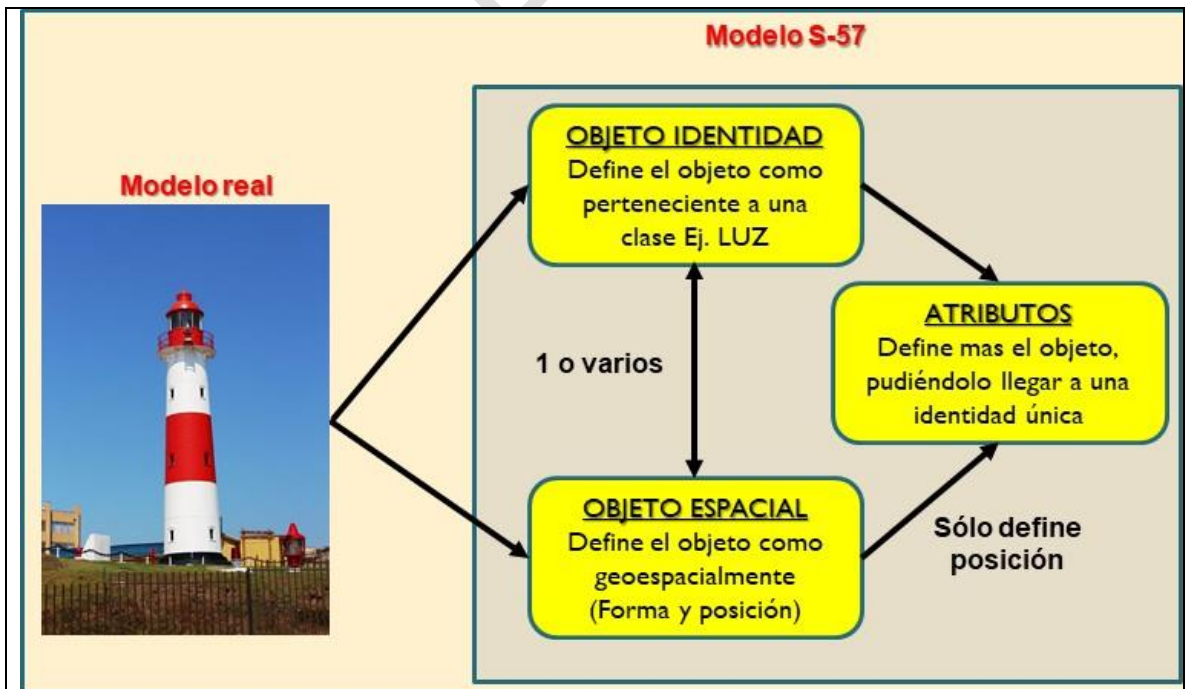 Modelo S-57
Modelo real
OBJETO IDENTIDAD
Define el objeto como
perteneciente a una
clase Ej. LUZ
1 o varios
ATRIBUTOS
Define mas el objeto,
pudiéndolo llegar a una
identidad única
OBJETO ESPACIAL
Define el objeto como
geoespacialmente
(Forma y posición)
Sólo define
posición